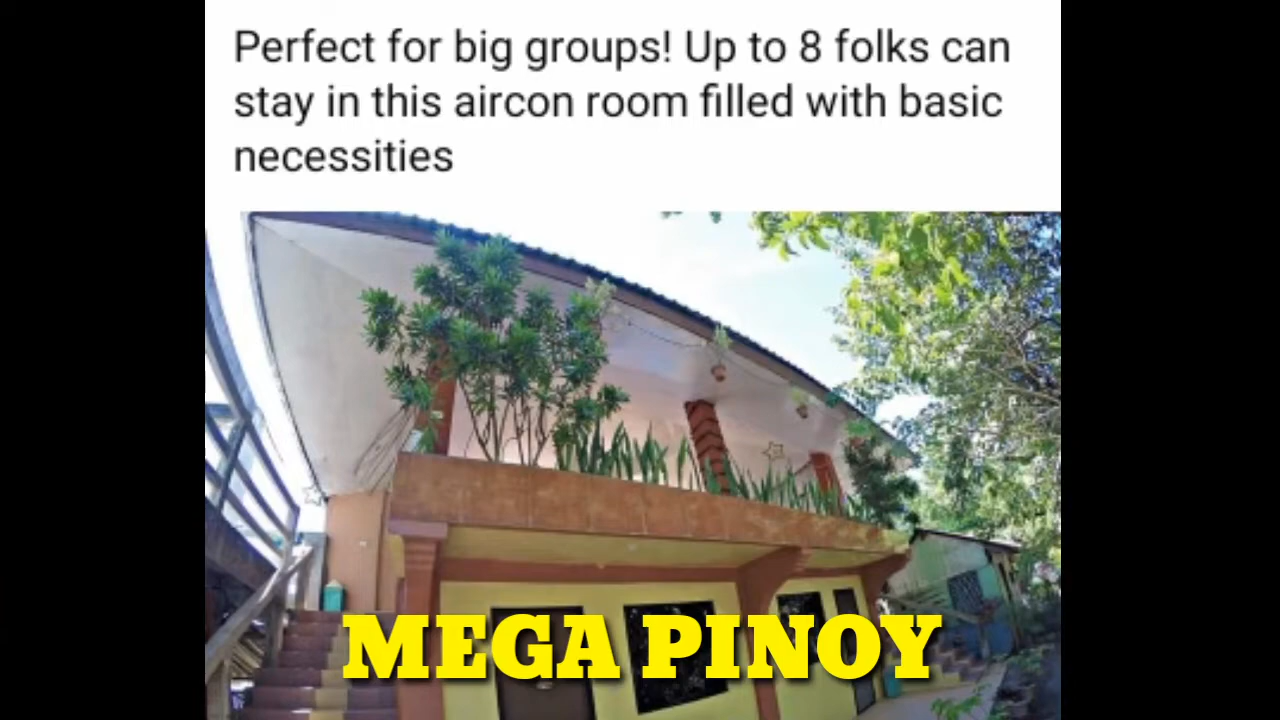 Perfect for big groups! Up to 8 folks can
stay in this aircon room filled with basic
necessities
MEGA PINOY